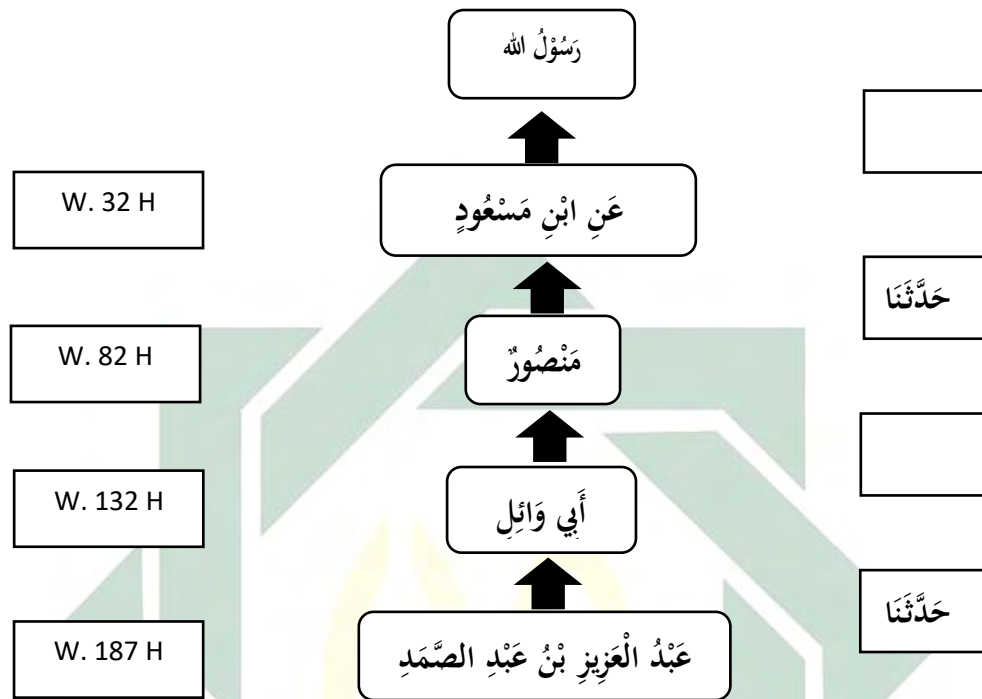 رَسُوْلُ الله
W. 32 H
عَنِ ابْنِ مَسْعُودٍ
حَدَّثَنَا
W. 82 H
مَنْصُورٌ
W. 132 H
أَبِي وَائِلٍ
حَدَّثَنَا
W. 187 H
عَبْدُ الْعَزِيزِ بْنُ عَبْدِ الصَّمَدِ